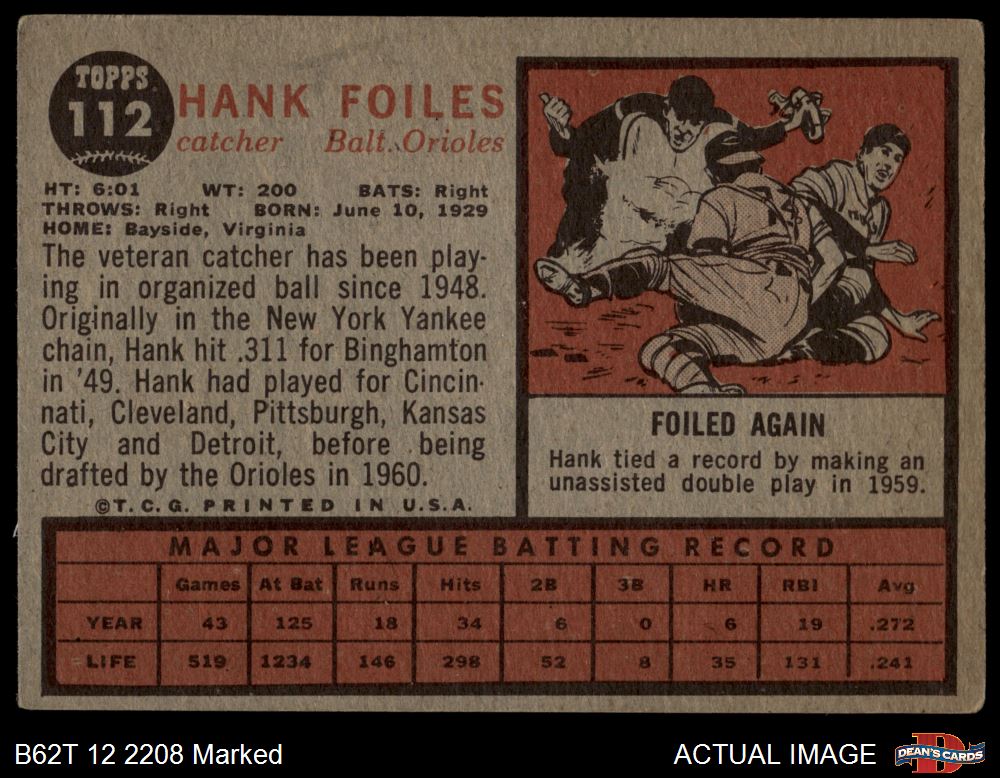 TOPPS
112
HANK FOILES
catcher Balt. Orioles
HT: 6:01 WT: 200 BATS: Right
THROWS: Right BORN: June 10, 1929
HOME: Bayside, Virginia
The veteran catcher has been play-
ing in organized ball since 1948.
Originally in the New York Yankee
chain, Hank hit .311 for Binghamton
in '49. Hank had played for Cincin-
nati, Cleveland, Pittsburgh, Kansas
City and Detroit, before being
drafted by the Orioles in 1960.
©T.C.G. PRINTED IN U.S.A.
FOILED AGAIN
Hank tied a record by making an
unassisted double play in 1959.
MAJOR LEAGUE BATTING RECORD
Games At Bat Runs Hits 2B 3B HR RBI Avg
YEAR 43 125 18 34 6 0 6 19 .272
LIFE 519 1234 146 298 52 8 35 131 .241
B62T 12 2208 Marked
ACTUAL IMAGE
DEAN'S CARDS